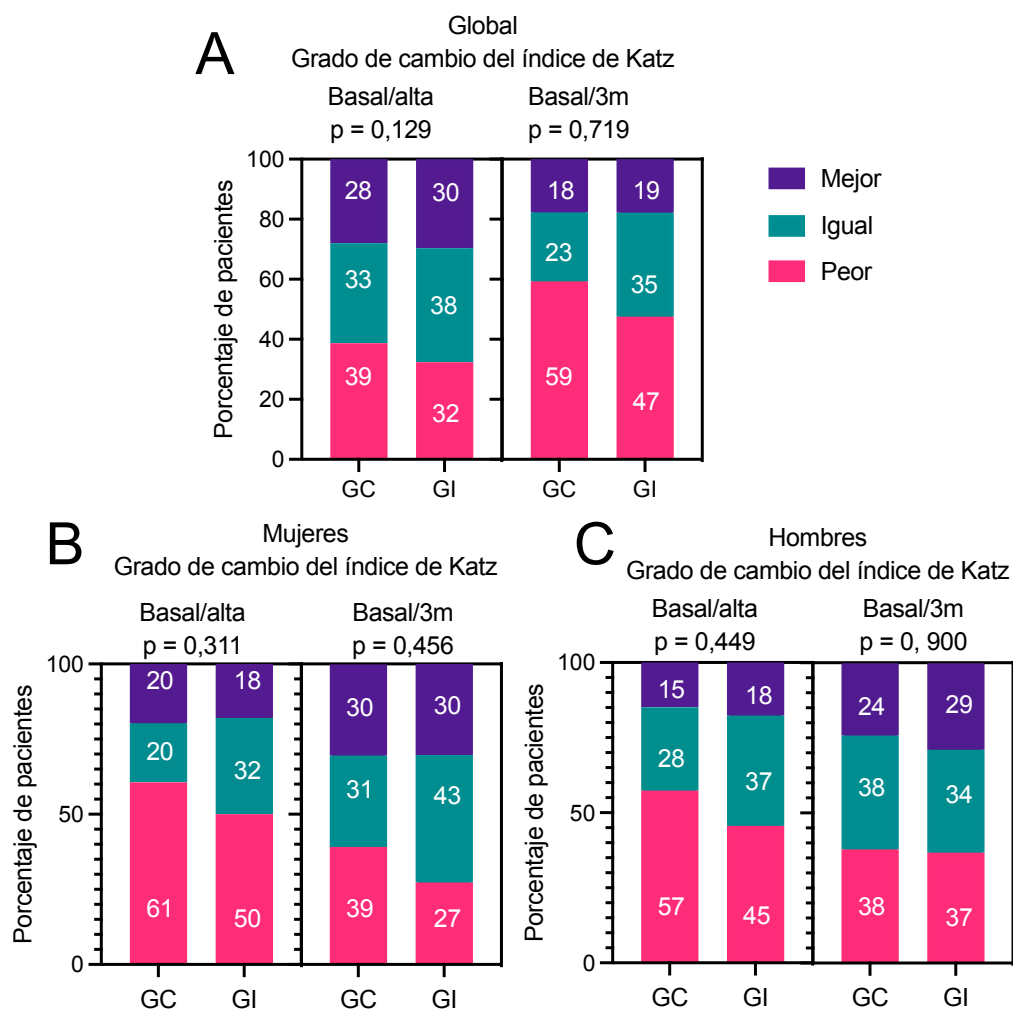 A
Global
Grado de cambio del índice de Katz
Basal/alta
p = 0,129
Basal/3m
p = 0,719
Porcentaje de pacientes
100
80
60
40
20
0
28
33
39
30
38
32
18
23
59
19
35
47
GC
GI
GC
GI
Mejor
Igual
Peor
B
Mujeres
Grado de cambio del índice de Katz
Basal/alta
p = 0,311
Basal/3m
p = 0,456
Porcentaje de pacientes
100
50
0
20
20
61
18
32
50
30
31
39
30
43
27
GC
GI
GC
GI
C
Hombres
Grado de cambio del índice de Katz
Basal/alta
p = 0,449
Basal/3m
p = 0, 900
Porcentaje de pacientes
100
50
0
15
28
57
18
37
45
24
38
38
29
34
37
GC
GI
GC
GI